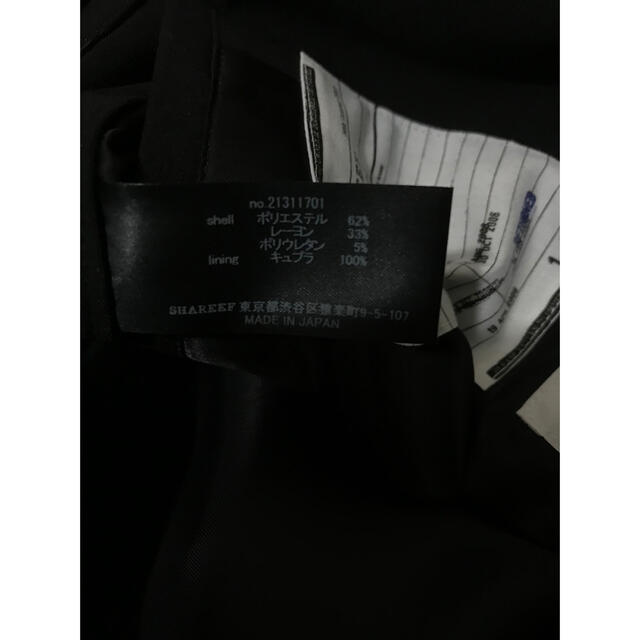 no.21311701
shell ポリエステル 62%
レーヨン 33%
ポリウレタン 5%
lining キュプラ 100%
SHAREEF 東京都渋谷区猿楽町9-5-107
MADE IN JAPAN